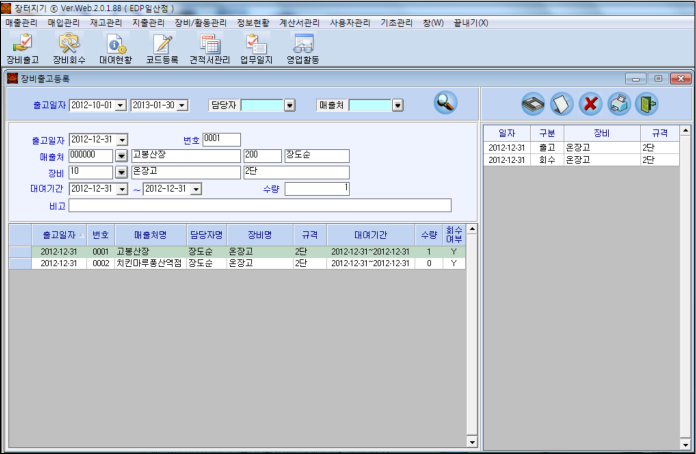 장터지기 ⓒ Ver.Web.2.0.1.88 ( EDP일산점 )
매출관리 매입관리 재고관리 지출관리 장비/활동관리 정보현황 계산서관리 사용자관리 기초관리 창(W) 끝내기(X)
장비출고 장비회수 대여현황 코드등록 견적서관리 업무일지 영업활동
장비출고등록
출고일자 2012-10-01 2013-01-30 담당자 매출처
출고일자 2012-12-31 번호 0001
매출처 000000 고봉산장 200 장도순
장비 10 온장고 2단
대여기간 2012-12-31 ~ 2012-12-31 수량 1
비고
출고일자 번호 매출처명 담당자명 장비명 규격 대여기간 수량 회수여부
2012-12-31 0001 고봉산장 장도순 온장고 2단 2012-12-31~2012-12-31 1 Y
2012-12-31 0002 치킨마루풍산역점 장도순 온장고 2단 2012-12-31~2012-12-31 0 Y
일자 구분 장비 규격
2012-12-31 출고 온장고 2단
2012-12-31 회수 온장고 2단